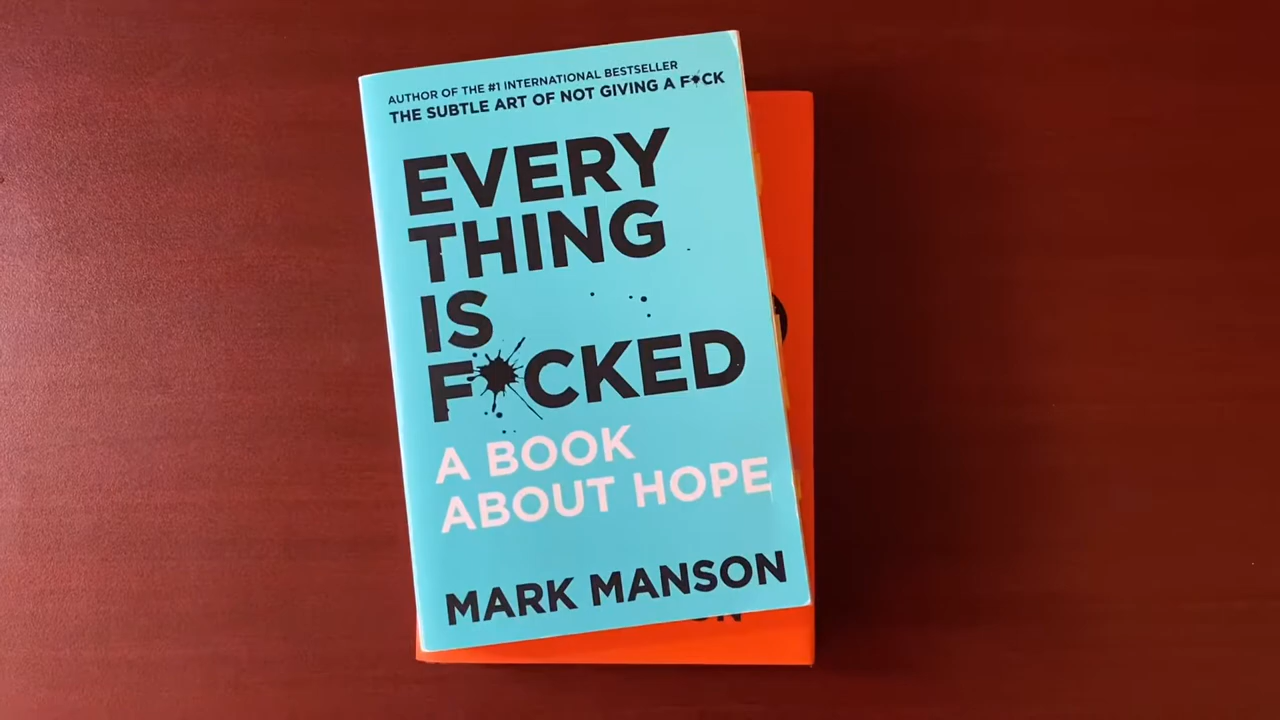 AUTHOR OF THE #1 INTERNATIONAL BESTSELLER
THE SUBTLE ART OF NOT GIVING A F*CK
EVERY
THING
IS
F*CKED
A BOOK
ABOUT HOPE
MARK MANSON
ON